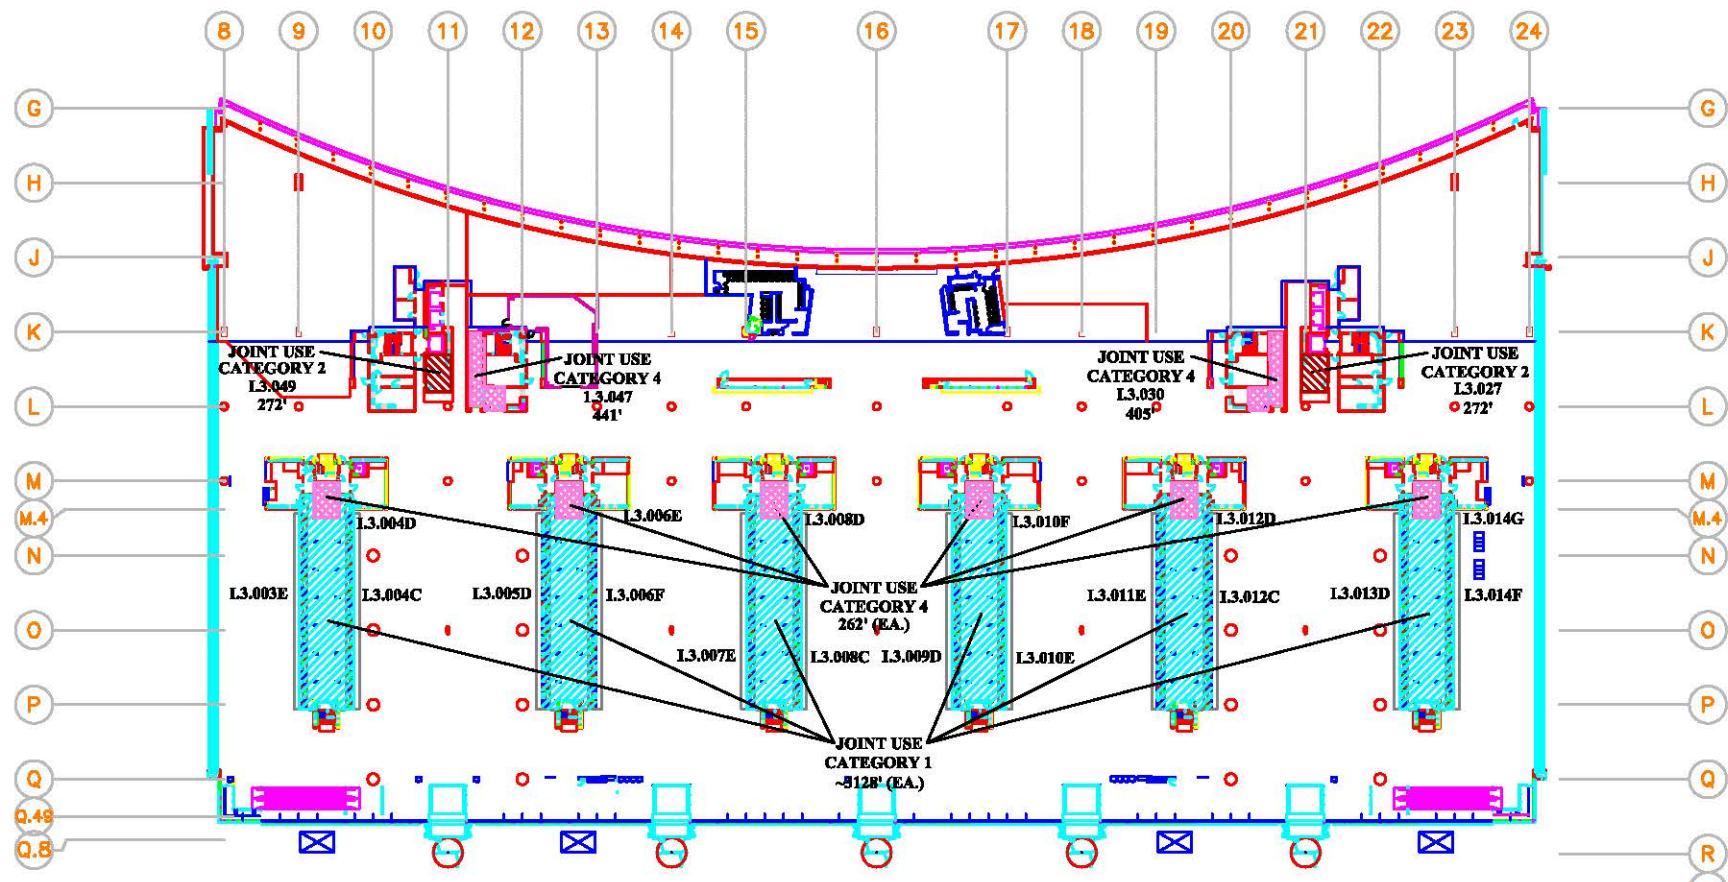 8 9 10 11 12 13 14 15 16 17 18 19 20 21 22 23 24
G G
H H
J J
K K
JOINT USE
CATEGORY 2
L3.049
272'
JOINT USE
CATEGORY 4
L3.047
441'
JOINT USE
CATEGORY 4
L3.030
405'
JOINT USE
CATEGORY 2
L3.027
272'
L L
M M
M.4 M.4
L3.004D L3.006E L3.008D L3.010F L3.012D L3.014G
N N
L3.003E L3.004C L3.005D L3.006F L3.011E L3.012C L3.013D L3.014F
JOINT USE
CATEGORY 4
262' (EA.)
O O
L3.007E L3.008C L3.009D L3.010E
P P
JOINT USE
CATEGORY 1
~3128' (EA.)
Q Q
Q.49
Q.8 R